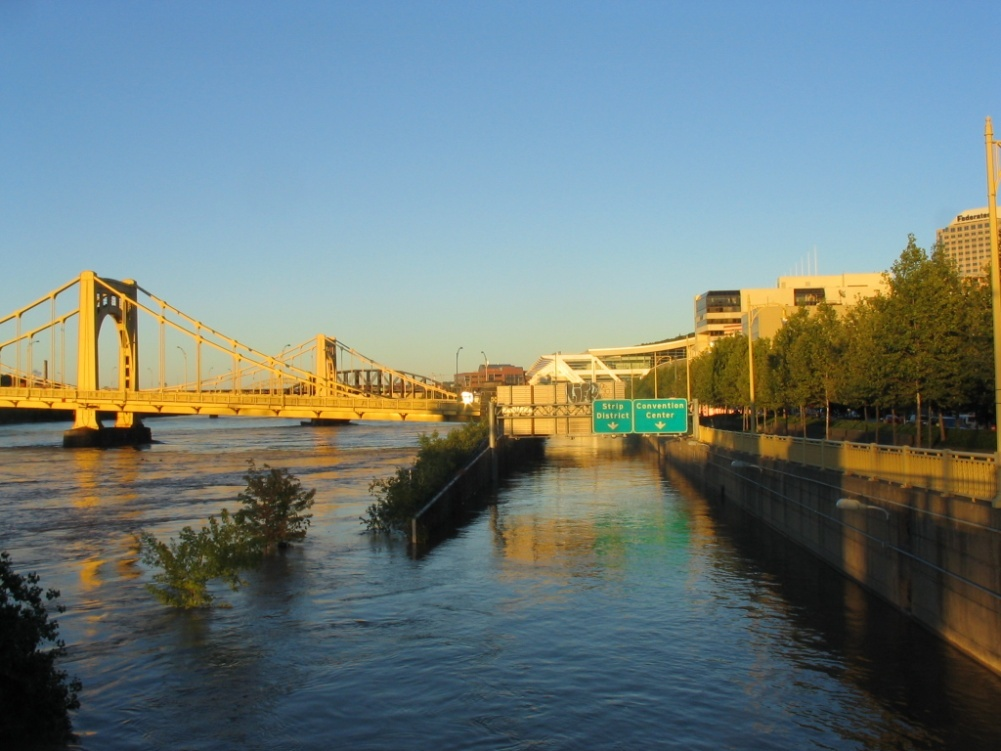 Federated
Strip
District
Convention
Center